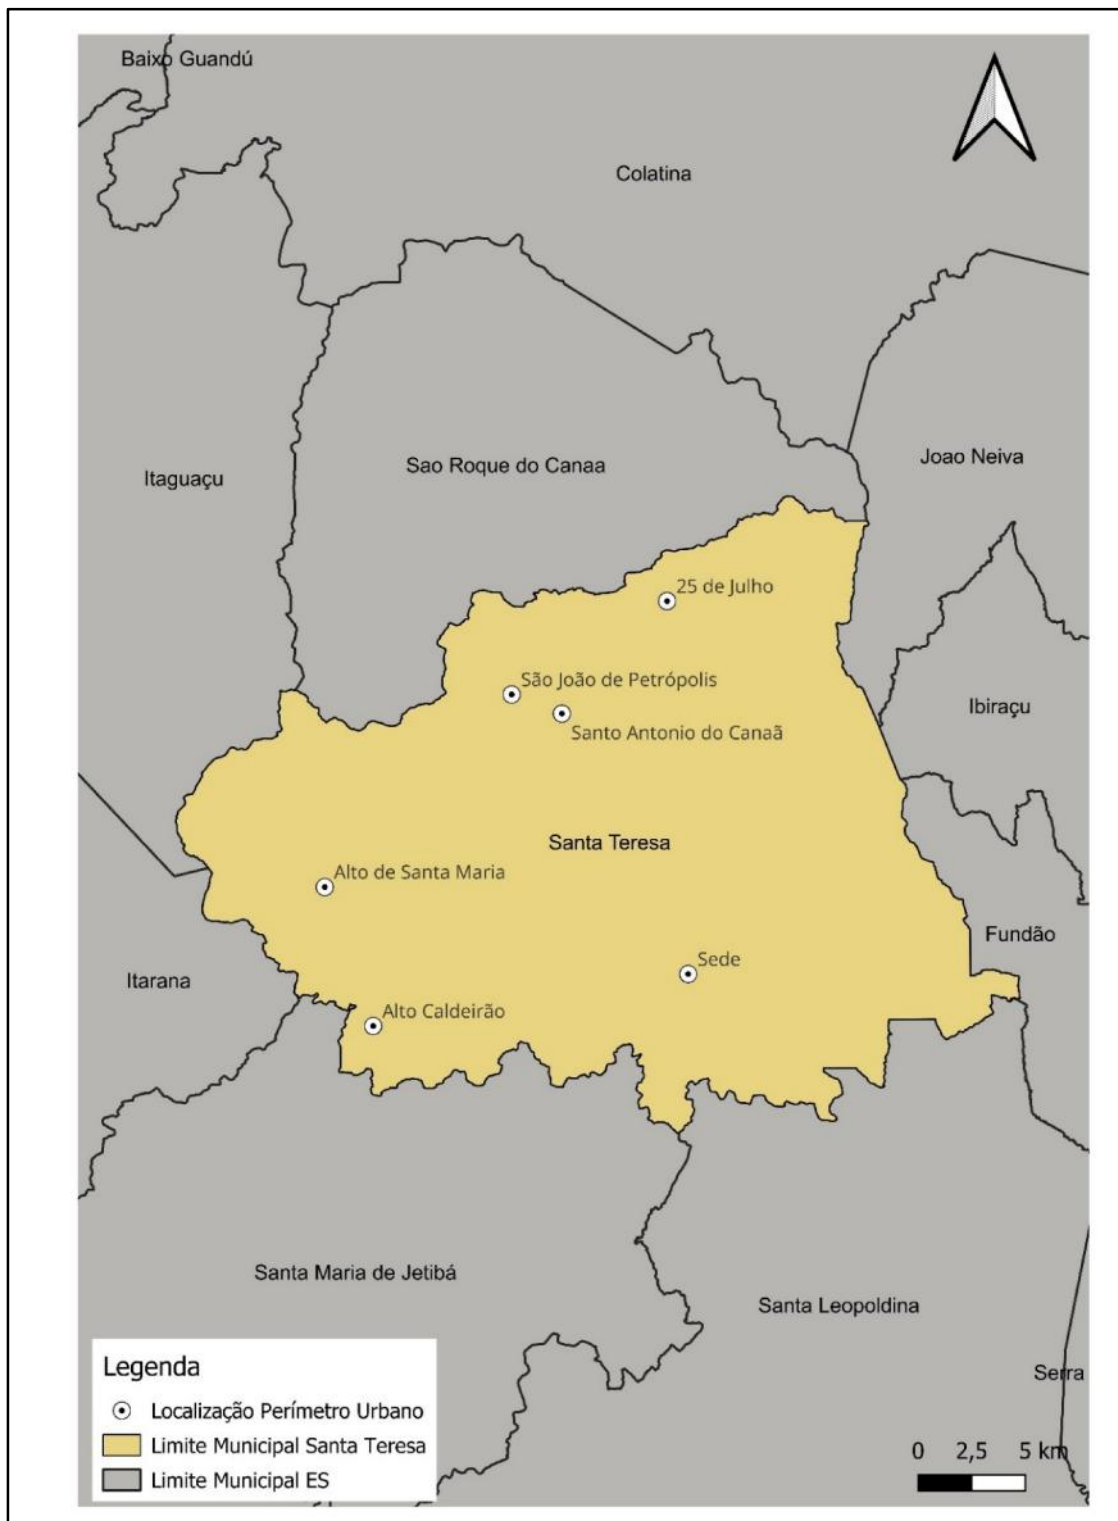 Baixo Guandú
Colatina
Joao Neiva
Sao Roque do Canaa
Itaguaçu
25 de Julho
São João de Petrópolis
Ibiraçu
Santo Antonio do Canaã
Santa Teresa
Alto de Santa Maria
Fundão
Sede
Itarana
Alto Caldeirão
Santa Maria de Jetibá
Santa Leopoldina
Serra
Legenda
Localização Perímetro Urbano
Limite Municipal Santa Teresa
Limite Municipal ES
0 2,5 5 km